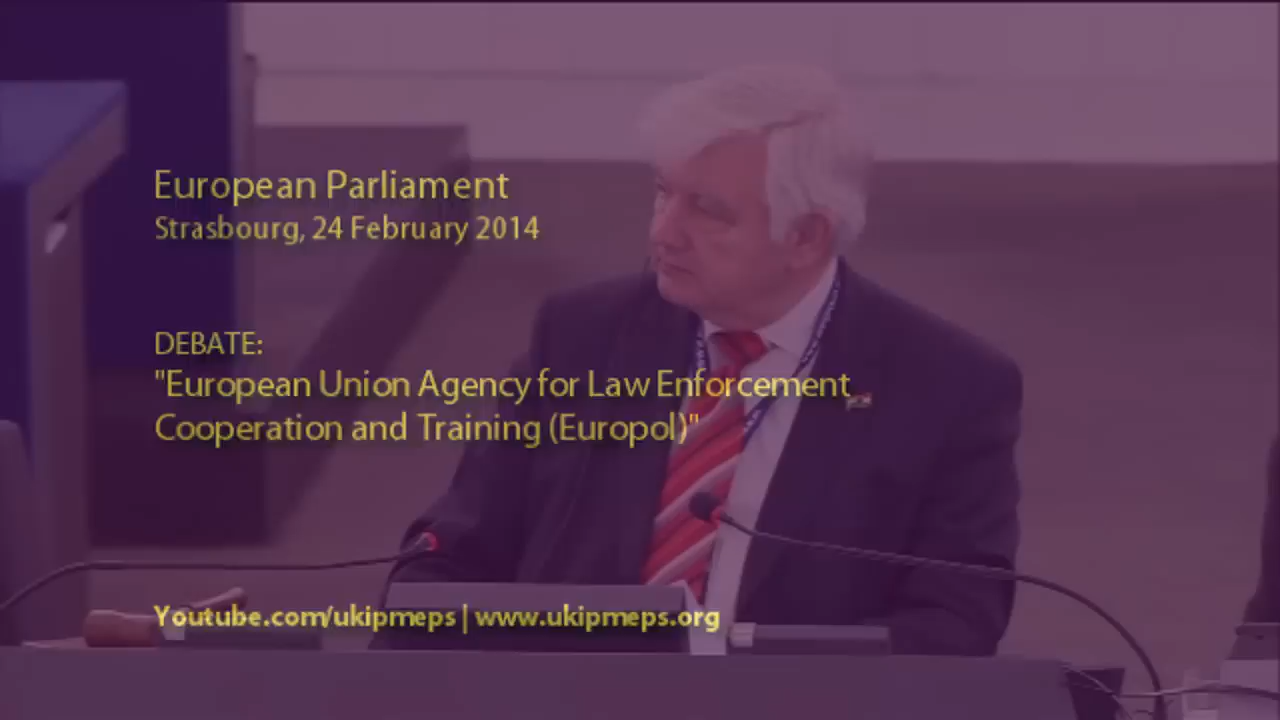 European Parliament
Strasbourg, 24 February 2014
DEBATE:
"European Union Agency for Law Enforcement
Cooperation and Training (Europol)"
Youtube.com/ukipmeps | www.ukipmeps.org